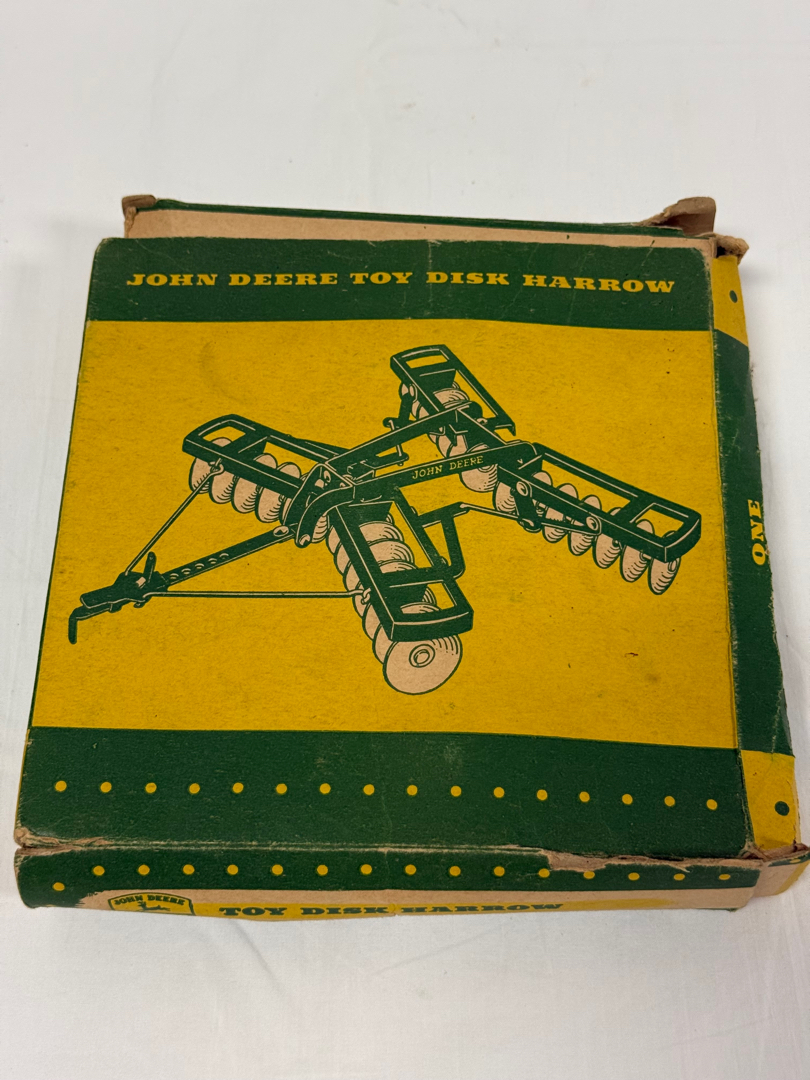 JOHN DEERE TOY DISK HARROW
JOHN DEERE
ONE
JOHN DEERE
TOY DISK HARROW